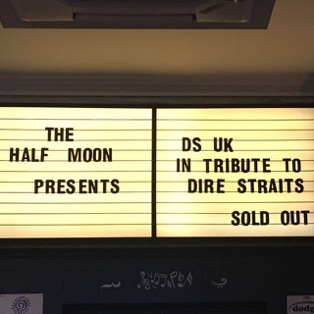 THE
HALF MOON
PRESENTS
DS UK
IN TRIBUTE TO
DIRE STRAITS
SOLD OUT